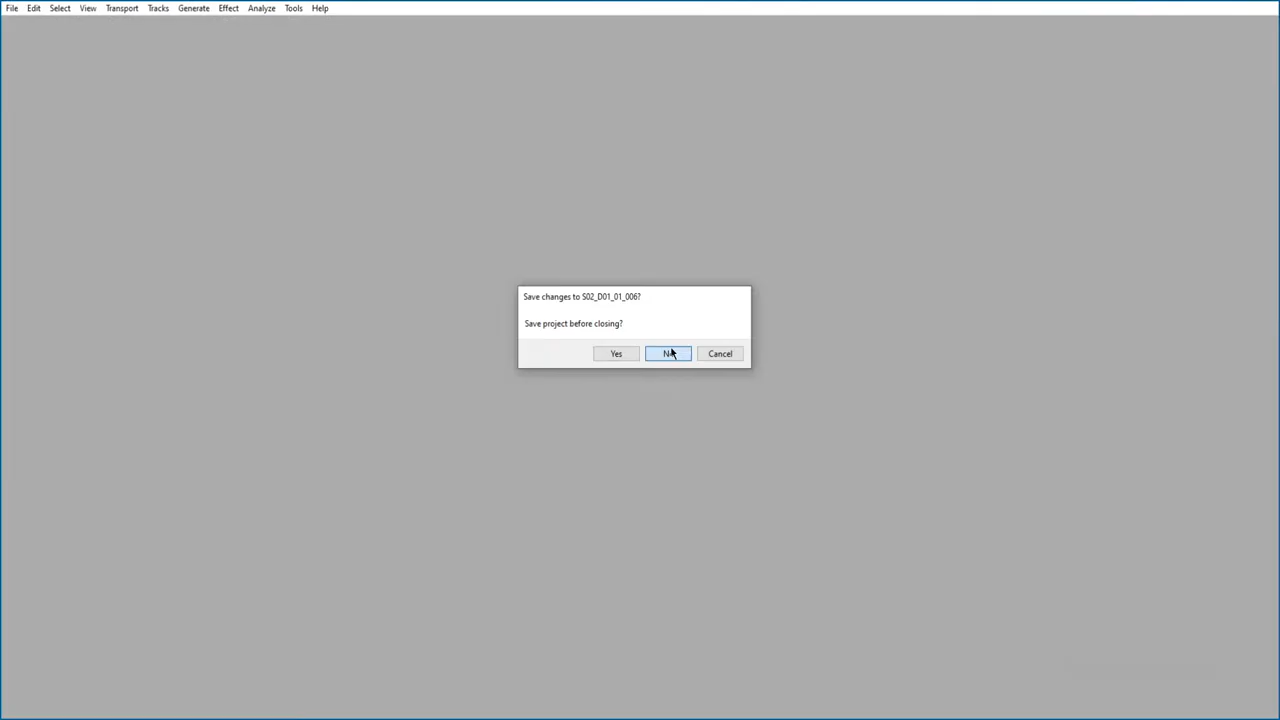 File Edit Select View Transport Tracks Generate Effect Analyze Tools Help
Save changes to S02_D01_01_006?
Save project before closing?
Yes Cancel